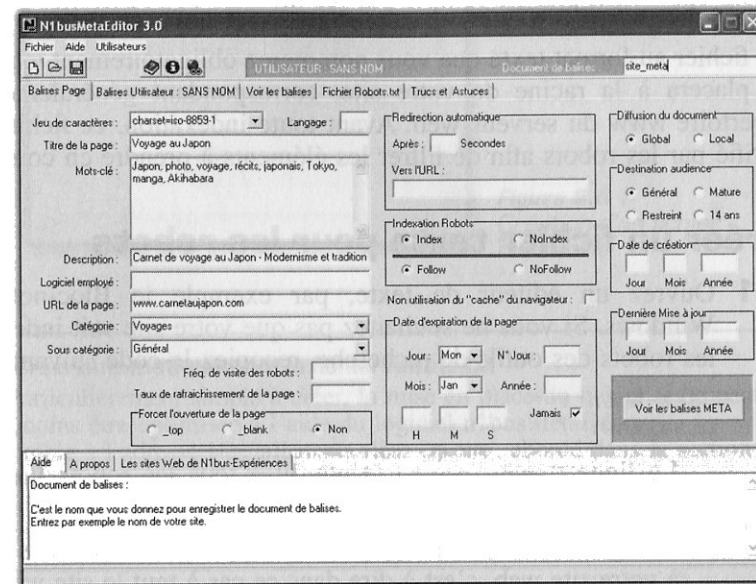 N1busMetaEditor 3.0
Fichier Aide Utilisateurs
UTILISATEUR : SANS NOM Document de balises : site_meta
Balises Page Balises Utilisateur : SANS NOM Voir les balises Fichier Robots.txt Trucs et Astuces
Jeu de caractères : charset=iso-8859-1 Langage :
Titre de la page : Voyage au Japon
Mots-clé : Japon, photo, voyage, récits, japonais, Tokyo,
manga, Akihabara
Description : Carnet de voyage au Japon - Modernisme et tradition
Logiciel employé :
URL de la page : www.carnetaujapon.com
Catégorie : Voyages
Sous catégorie : Général
Fréq. de visite des robots :
Taux de rafraichissement de la page :
Forcer l'ouverture de la page
_top _blank Non
Redirection automatique
Après : Secondes
Vers l'URL :
Indexation Robots
Index NoIndex
Follow NoFollow
Non utilisation du "cache" du navigateur :
Date d'expiration de la page
Jour : Mon N° Jour :
Mois : Jan Année :
Jamais
H M S
Diffusion du document
Global Local
Destination audience
Général Mature
Restreint 14 ans
Date de création
Jour Mois Année
Dernière Mise à jour
Jour Mois Année
Voir les balises META
Aide A propos Les sites Web de N1bus-Expériences
Document de balises :
C'est le nom que vous donnez pour enregistrer le document de balises.
Entrez par exemple le nom de votre site.